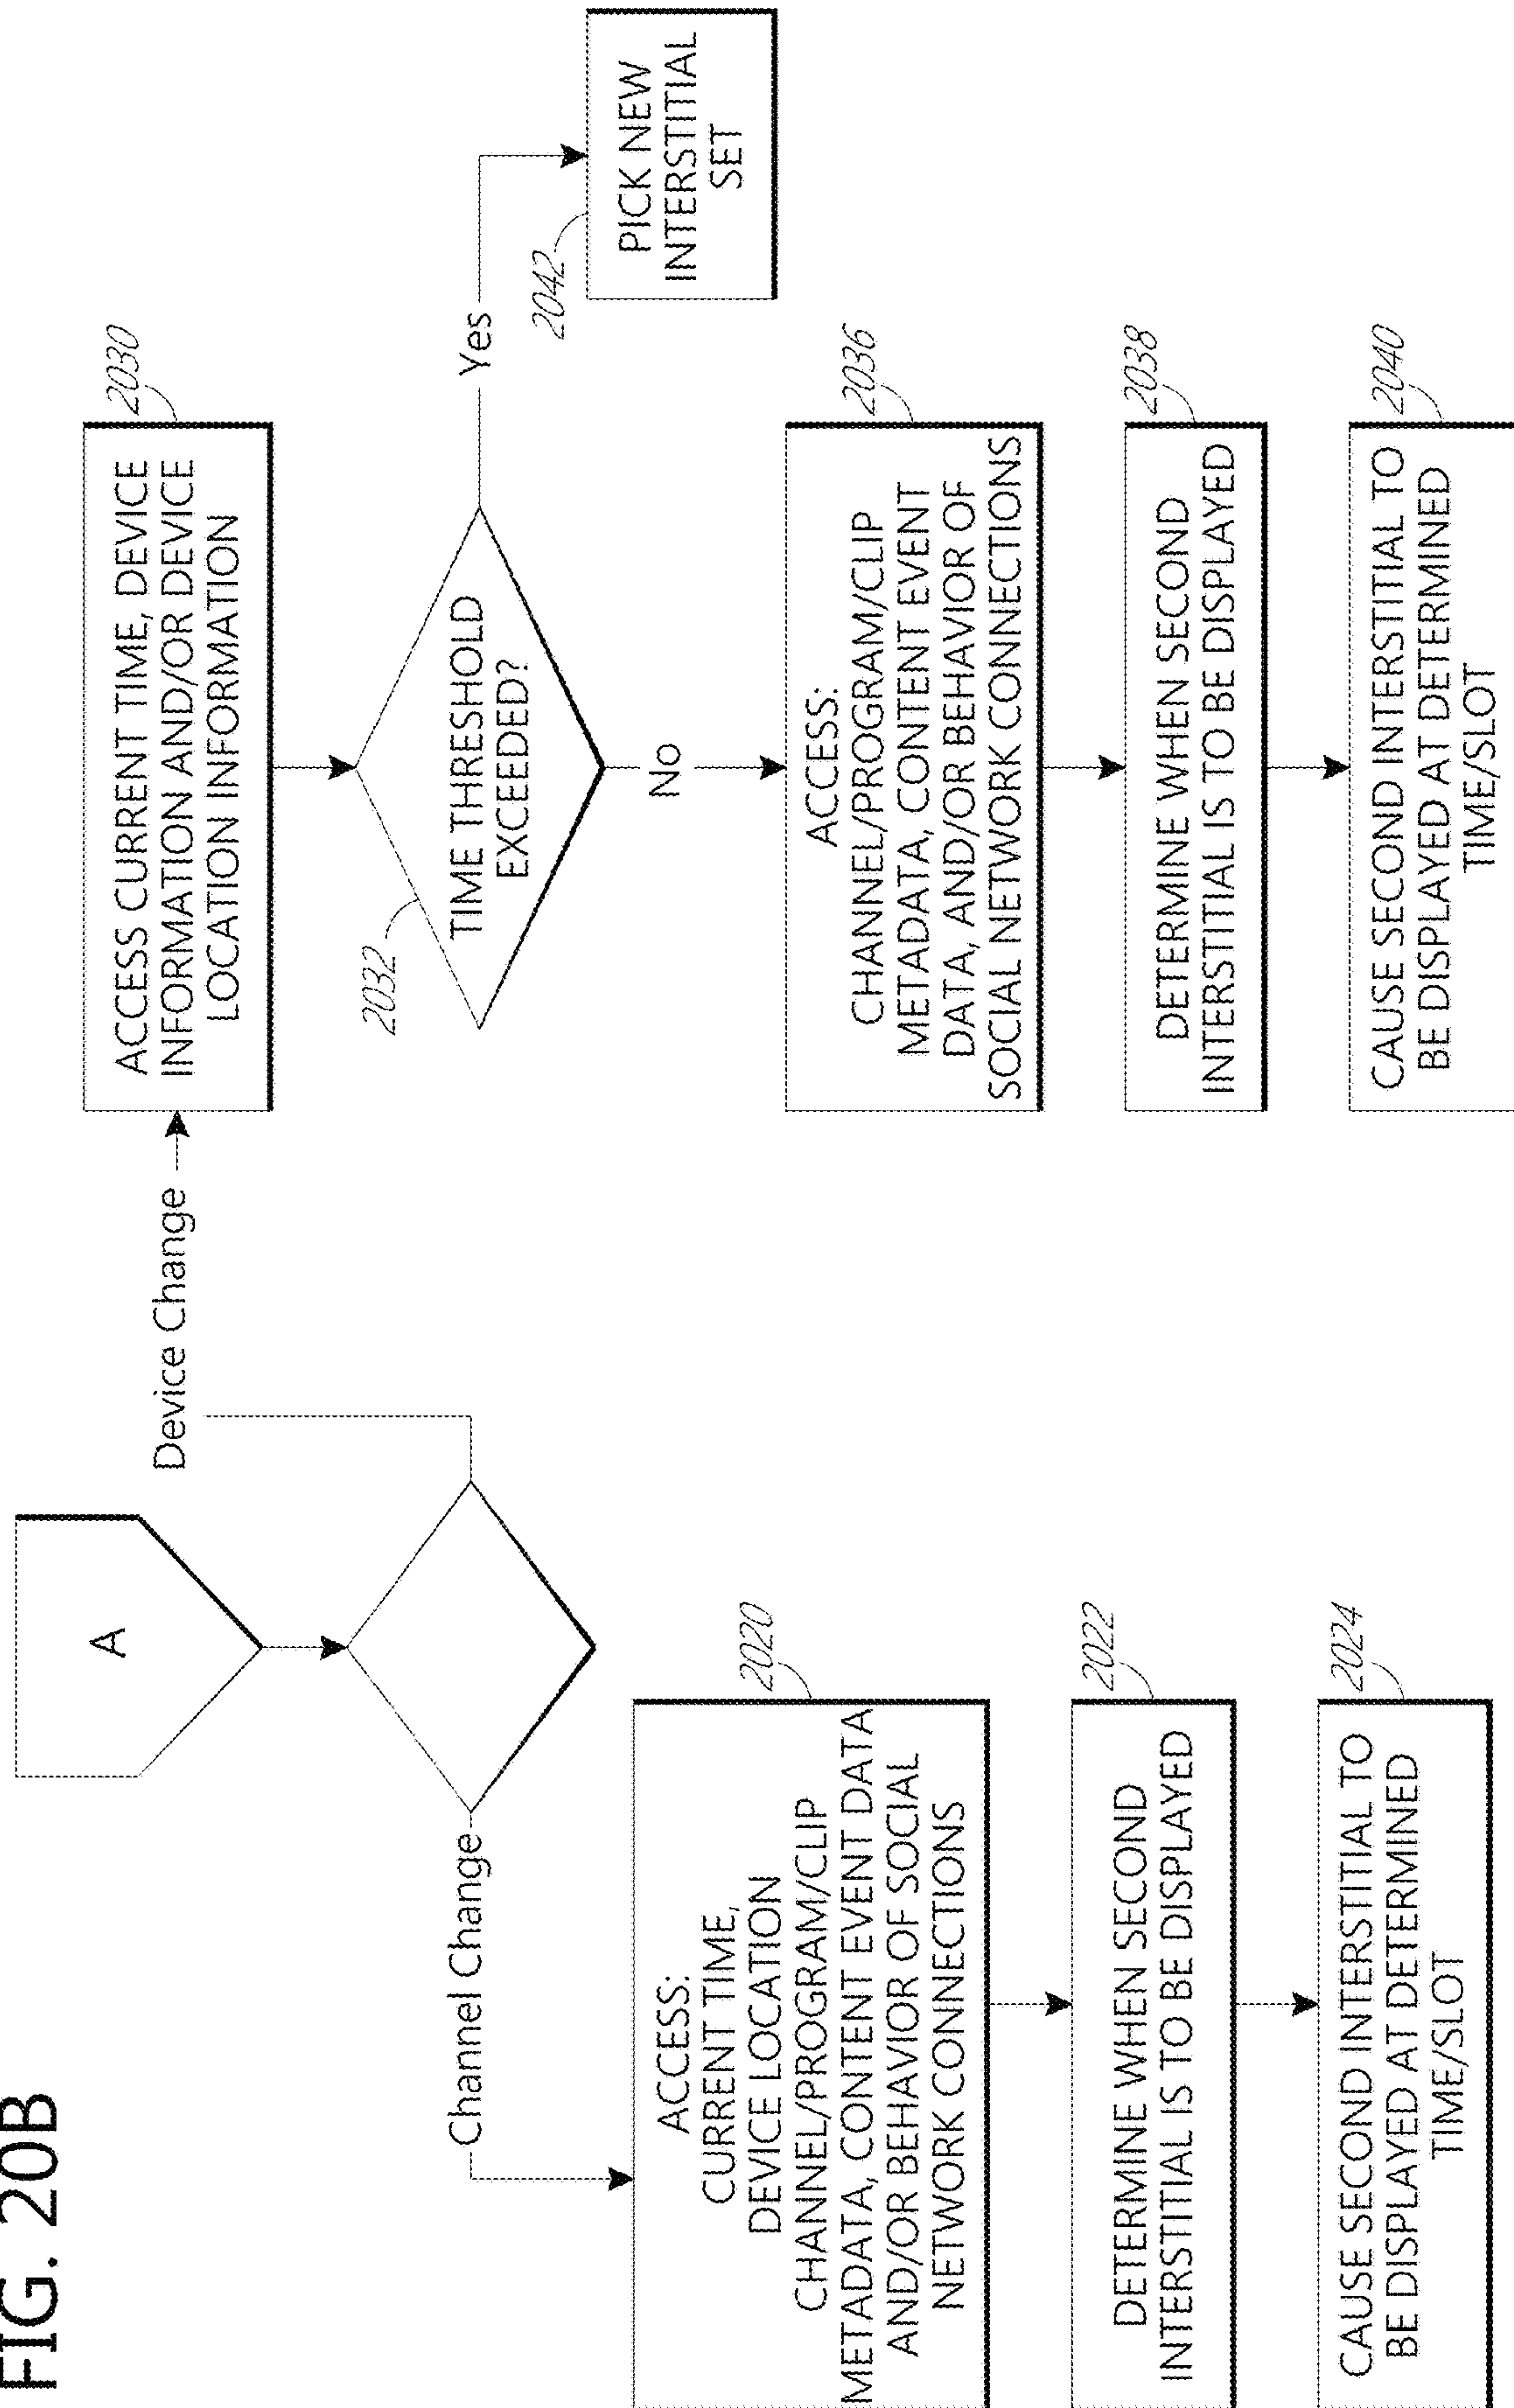 FIG. 20B
A
Channel Change
Device Change
2020
ACCESS:
CURRENT TIME,
DEVICE LOCATION
CHANNEL/PROGRAM/CLIP
METADATA, CONTENT EVENT DATA
AND/OR BEHAVIOR OF SOCIAL
NETWORK CONNECTIONS
2022
DETERMINE WHEN SECOND
INTERSTITIAL IS TO BE DISPLAYED
2024
CAUSE SECOND INTERSTITIAL TO
BE DISPLAYED AT DETERMINED
TIME/SLOT
2030
ACCESS CURRENT TIME, DEVICE
INFORMATION AND/OR DEVICE
LOCATION INFORMATION
2032
TIME THRESHOLD
EXCEEDED?
Yes
2042
PICK NEW
INTERSTITIAL
SET
No
2036
ACCESS:
CHANNEL/PROGRAM/CLIP
METADATA, CONTENT EVENT
DATA, AND/OR BEHAVIOR OF
SOCIAL NETWORK CONNECTIONS
2038
DETERMINE WHEN SECOND
INTERSTITIAL IS TO BE DISPLAYED
2040
CAUSE SECOND INTERSTITIAL TO
BE DISPLAYED AT DETERMINED
TIME/SLOT